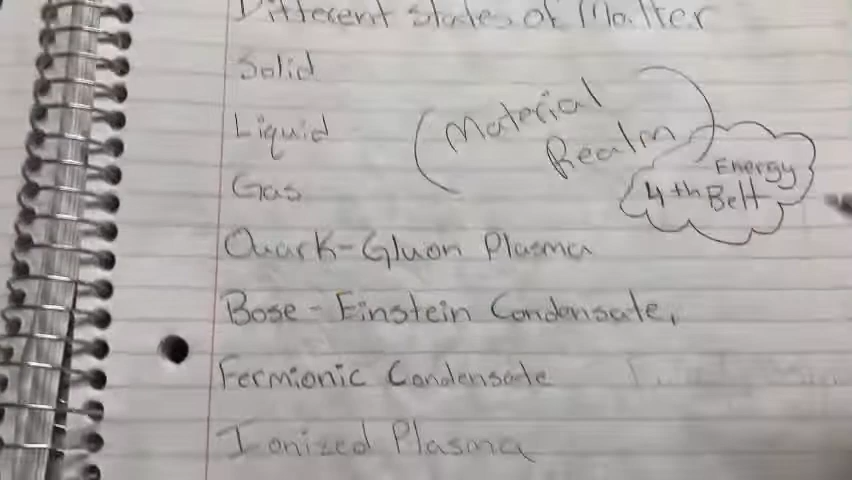 Different States of Matter
Solid
Liquid
Gas
(Material
Realm)
Energy
4th Belt
Quark-Gluon Plasma
Bose-Einstein Condensate,
Fermionic Condensate
Ionized Plasma